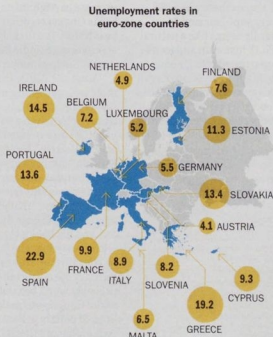 Unemployment rates in
euro-zone countries
NETHERLANDS
4.9
FINLAND
7.6
IRELAND
14.5
BELGIUM
7.2
LUXEMBOURG
5.2
11.3 ESTONIA
PORTUGAL
13.6
5.5 GERMANY
13.4 SLOVAKIA
4.1 AUSTRIA
22.9
SPAIN
9.9
FRANCE
8.9
ITALY
8.2
SLOVENIA
9.3
CYPRUS
19.2
GREECE
6.5
MALTA